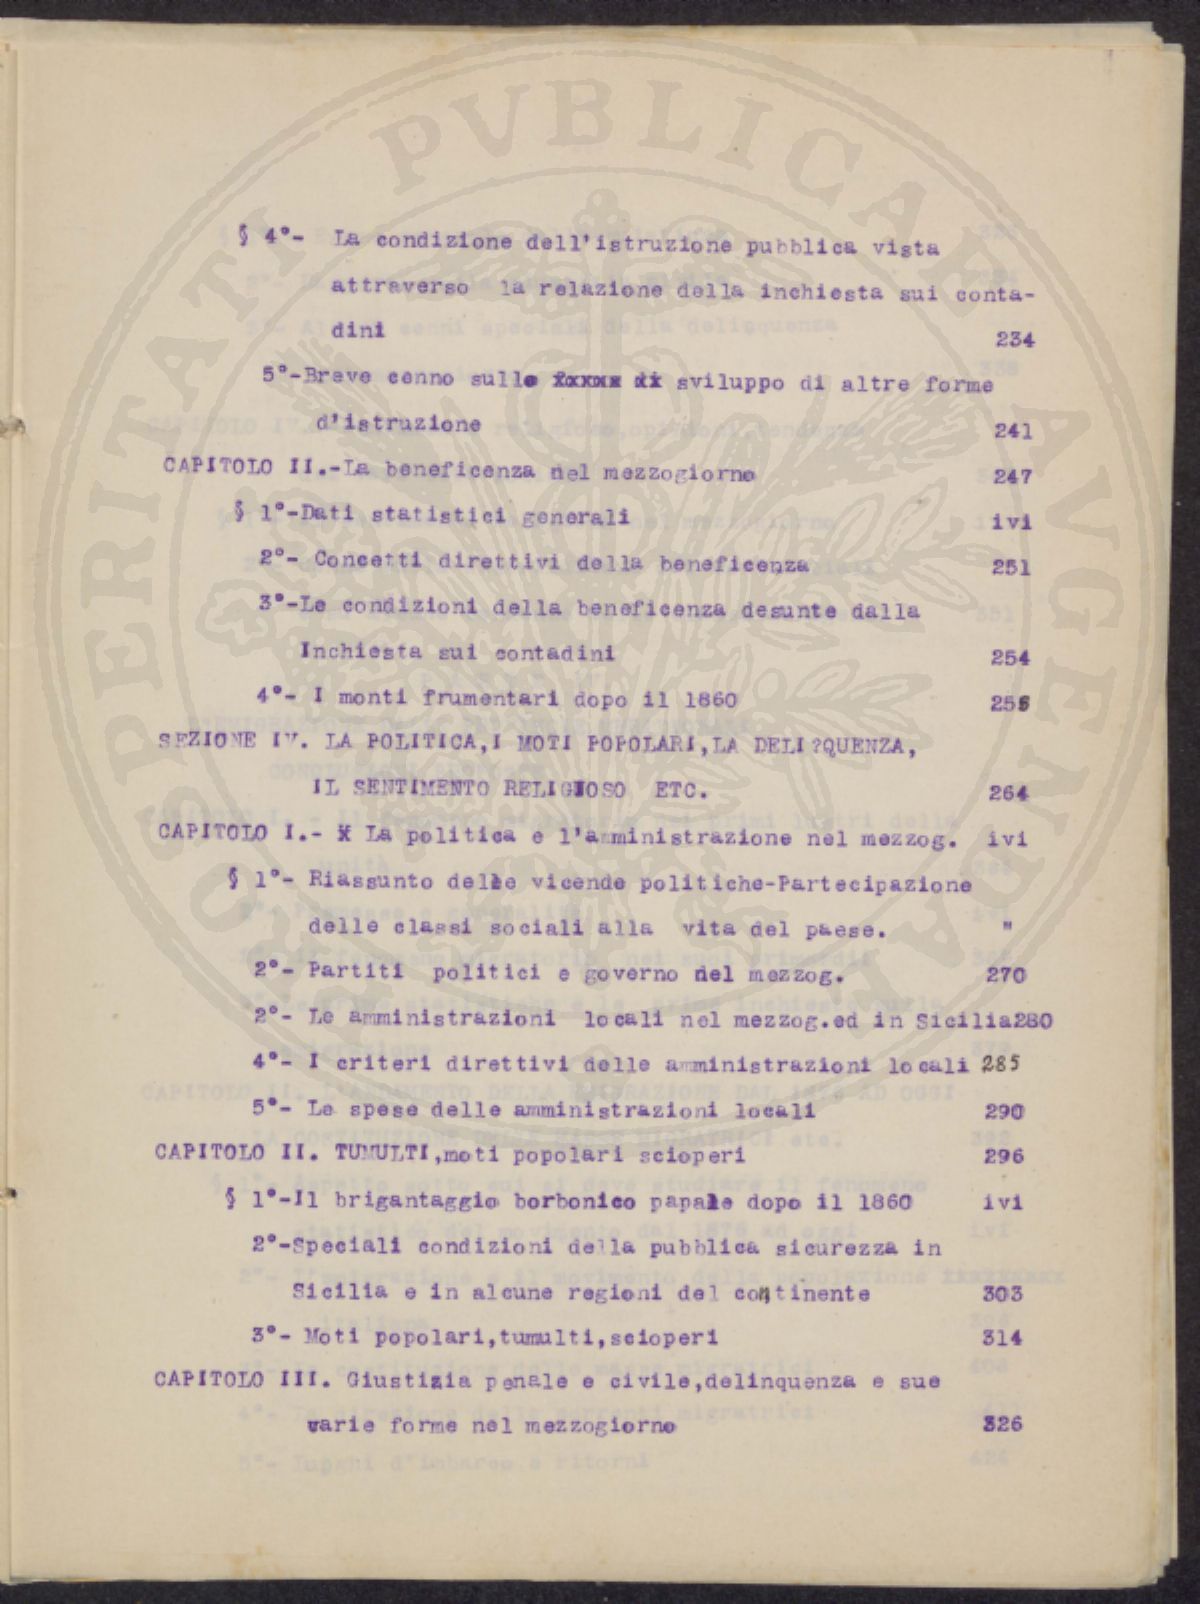 PROSPERITATI PVBLICAE AVGENDAE
§ 4°- La condizione dell'istruzione pubblica vista
attraverso la relazione della inchiesta sui conta-
dini 234
5°-Breve cenno sullo xxxxx di sviluppo di altre forme
d'istruzione 241
CAPITOLO II.-La beneficenza nel mezzogiorno 247
§ 1°-Dati statistici generali ivi
2°- Concetti direttivi della beneficenza 251
3°-Le condizioni della beneficenza desunte dalla
Inchiesta sui contadini 254
4°- I monti frumentari dopo il 1860 256
SEZIONE IV. LA POLITICA,I MOTI POPOLARI,LA DELI?QUENZA,
IL SENTIMENTO RELIGIOSO ETC. 264
CAPITOLO I.- X La politica e l'amministrazione nel mezzog. ivi
§ 1°- Riassunto delle vicende politiche-Partecipazione
delle classi sociali alla vita del paese. "
2°- Partiti politici e governo nel mezzog. 270
2°- Le amministrazioni locali nel mezzog.ed in Sicilia280
4°- I criteri direttivi delle amministrazioni locali 285
5°- Le spese delle amministrazioni locali 290
CAPITOLO II. TUMULTI,moti popolari scioperi 296
§ 1°-Il brigantaggio borbonico papale dopo il 1860 ivi
2°-Speciali condizioni della pubblica sicurezza in
Sicilia e in alcune regioni del continente 303
3°- Moti popolari,tumulti,scioperi 314
CAPITOLO III. Giustizia penale e civile,delinquenza e sue
varie forme nel mezzogiorno 326